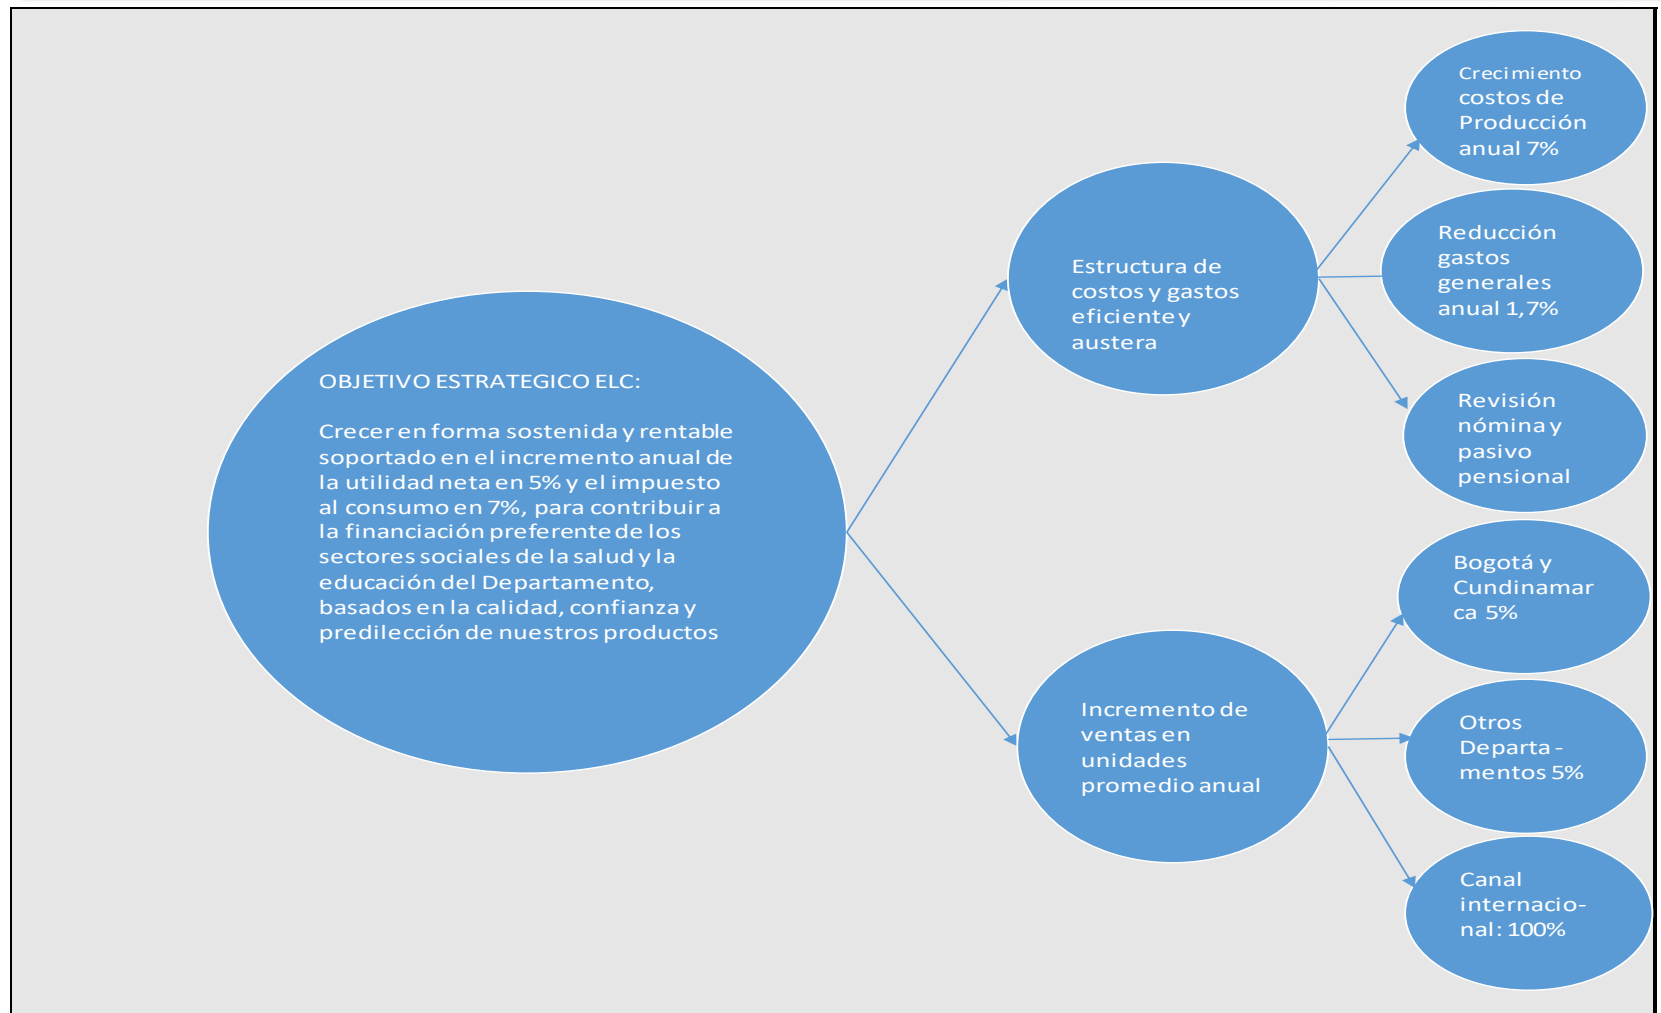 OBJETIVO ESTRATEGICO ELC:
Crecer en forma sostenida y rentable
soportado en el incremento anual de
la utilidad neta en 5% y el impuesto
al consumo en 7%, para contribuir a
la financiación preferente de los
sectores sociales de la salud y la
educación del Departamento,
basados en la calidad, confianza y
predilección de nuestros productos
Estructura de
costos y gastos
eficiente y
austera
Crecimiento
costos de
Producción
anual 7%
Reducción
gastos
generales
anual 1,7%
Revisión
nómina y
pasivo
pensional
Incremento de
ventas en
unidades
promedio anual
Bogotá y
Cundinamar
ca 5%
Otros
Departa -
mentos 5%
Canal
internacio-
nal: 100%